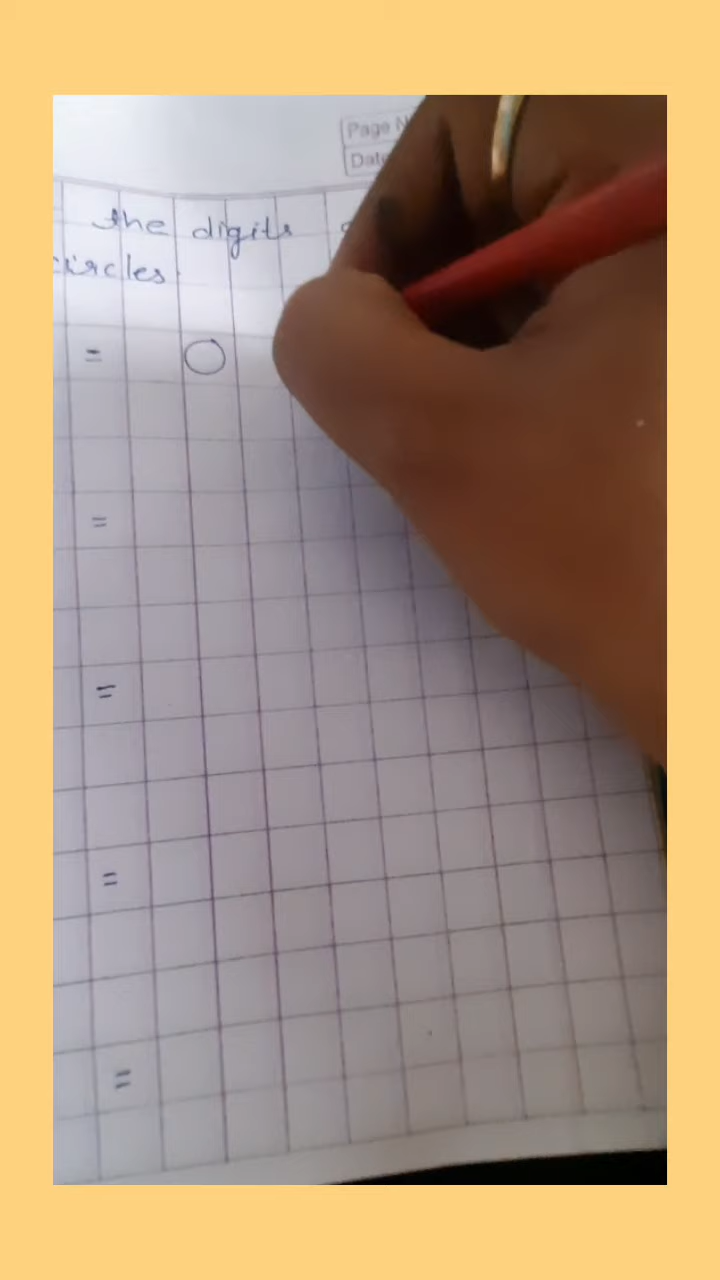 Page N
Date
the digits
circles
=
=
=
=
=